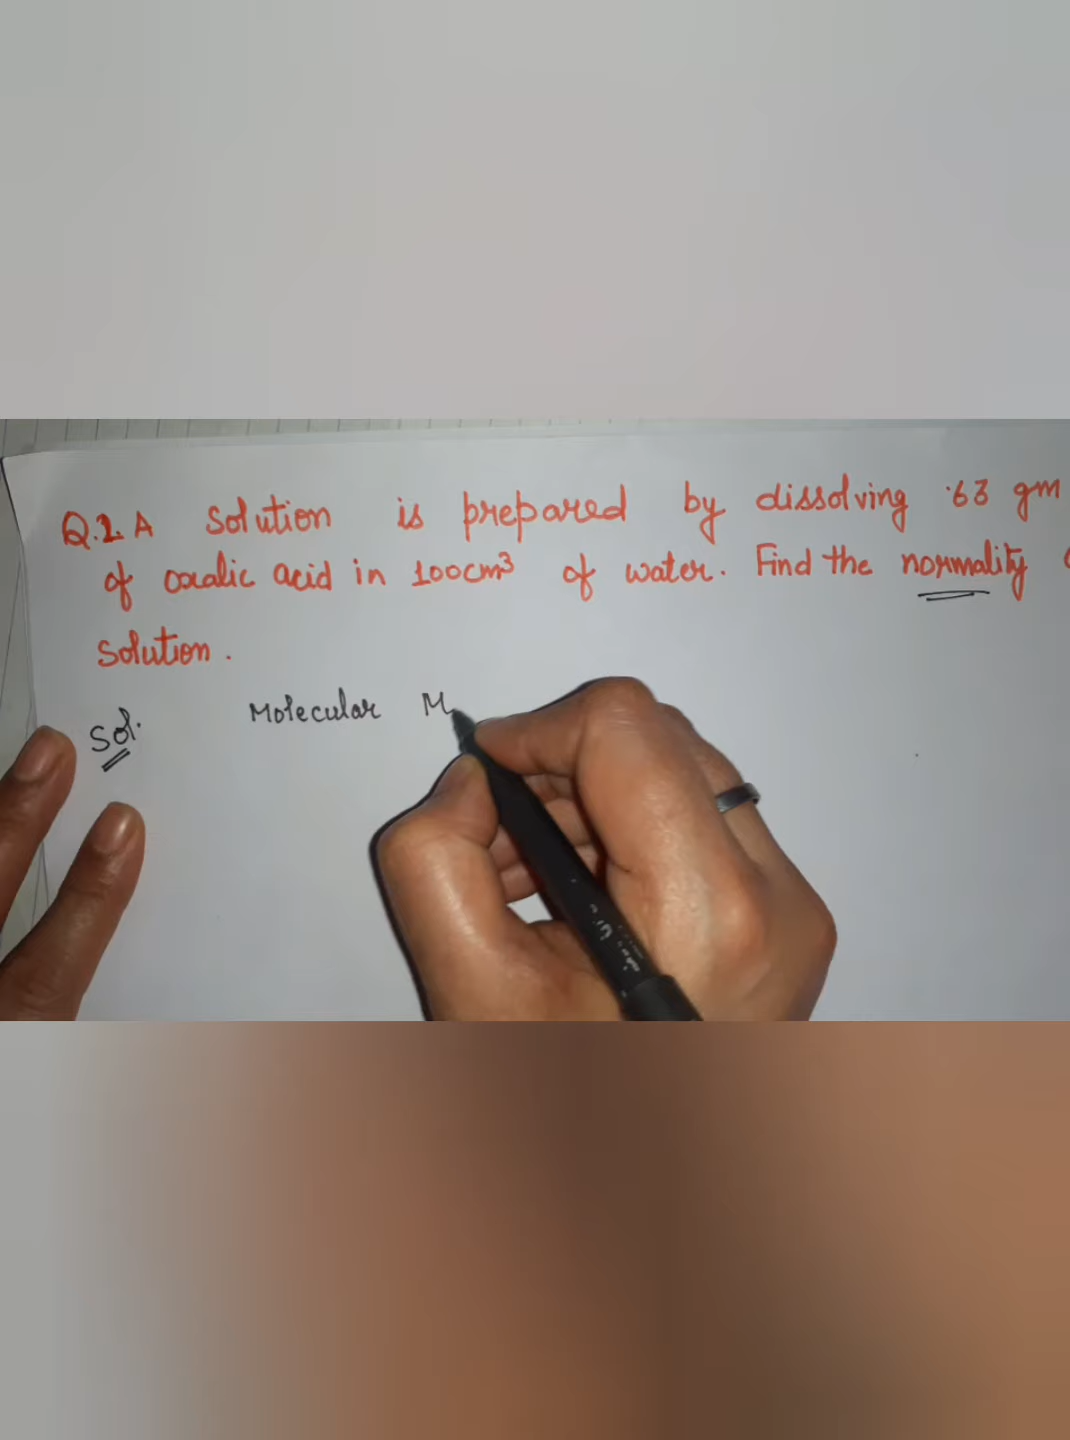 Q.1. A solution is prepared by dissolving .63 gm
of oxalic acid in 100cm³ of water. Find the normality
solution.
Sol. Molecular M